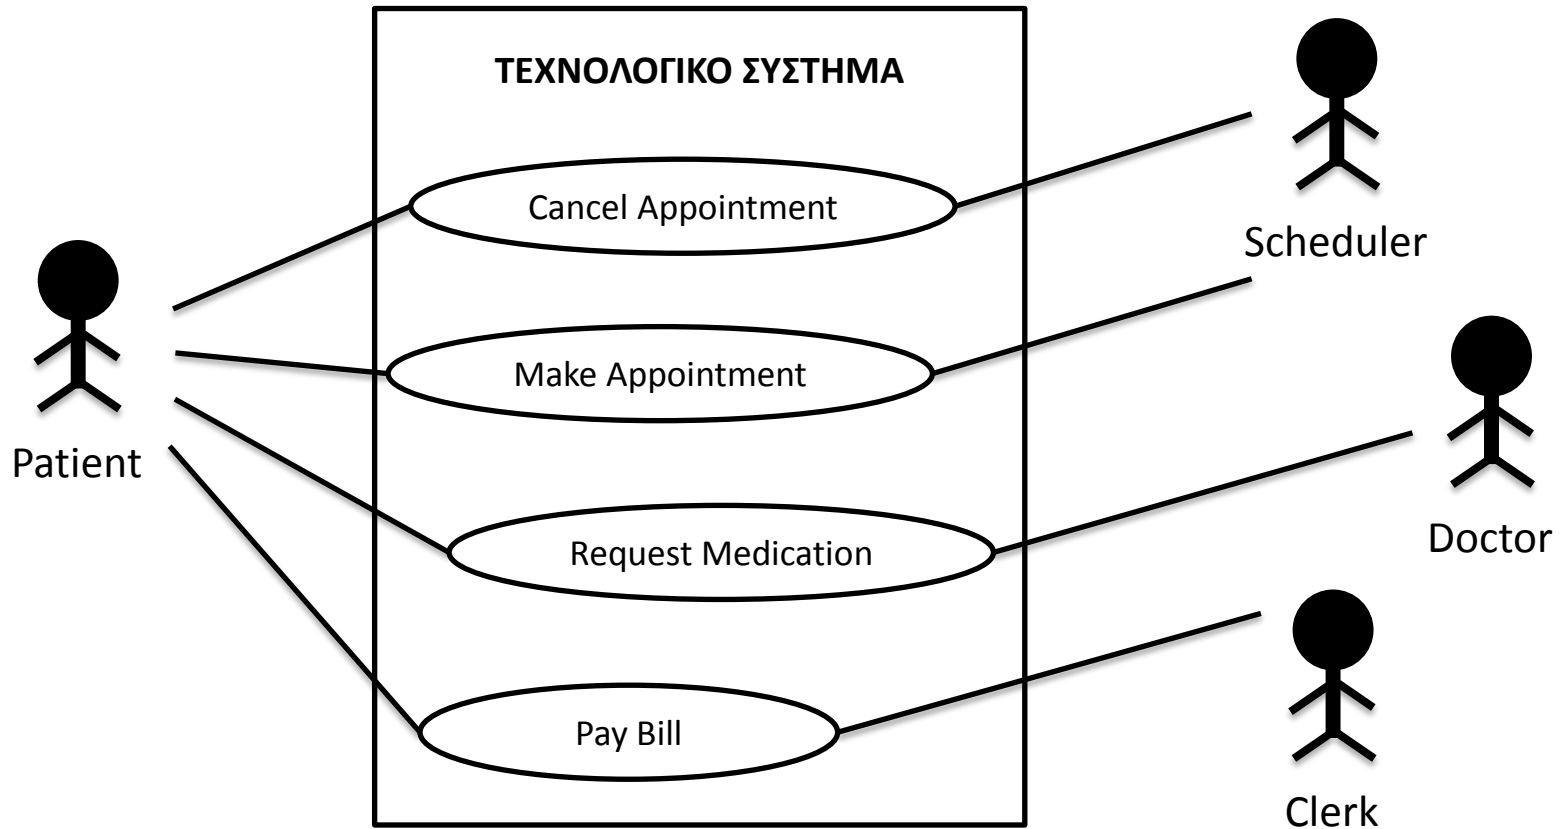 ΤΕΧΝΟΛΟΓΙΚΟ ΣΥΣΤΗΜΑ
Cancel Appointment
Scheduler
Make Appointment
Patient
Request Medication
Doctor
Pay Bill
Clerk